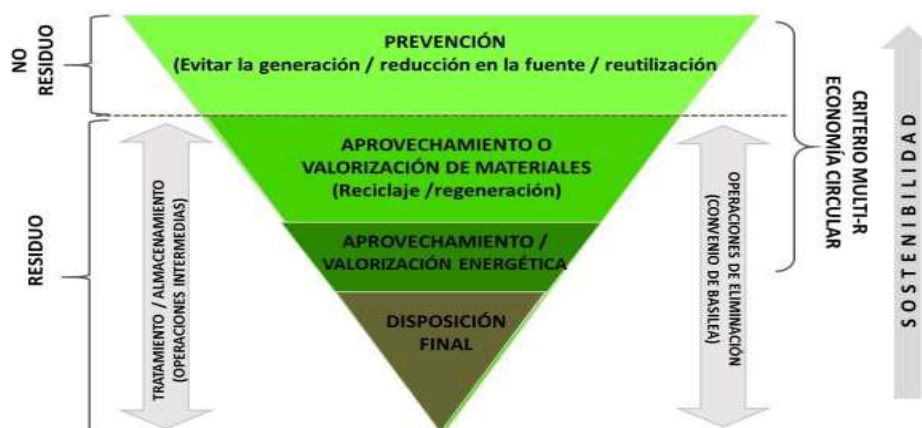 NO
RESIDUO
PREVENCIÓN
(Evitar la generación / reducción en la fuente / reutilización
RESIDUO
TRATAMIENTO / ALMACENAMIENTO
(OPERACIONES INTERMEDIAS)
APROVECHAMIENTO O
VALORIZACIÓN DE MATERIALES
(Reciclaje /regeneración)
APROVECHAMIENTO /
VALORIZACIÓN ENERGÉTICA
DISPOSICIÓN
FINAL
OPERACIONES DE ELIMINACIÓN
(CONVENIO DE BASILEA)
CRITERIO MULTI-R
ECONOMÍA CIRCULAR
SOSTENIBILIDAD